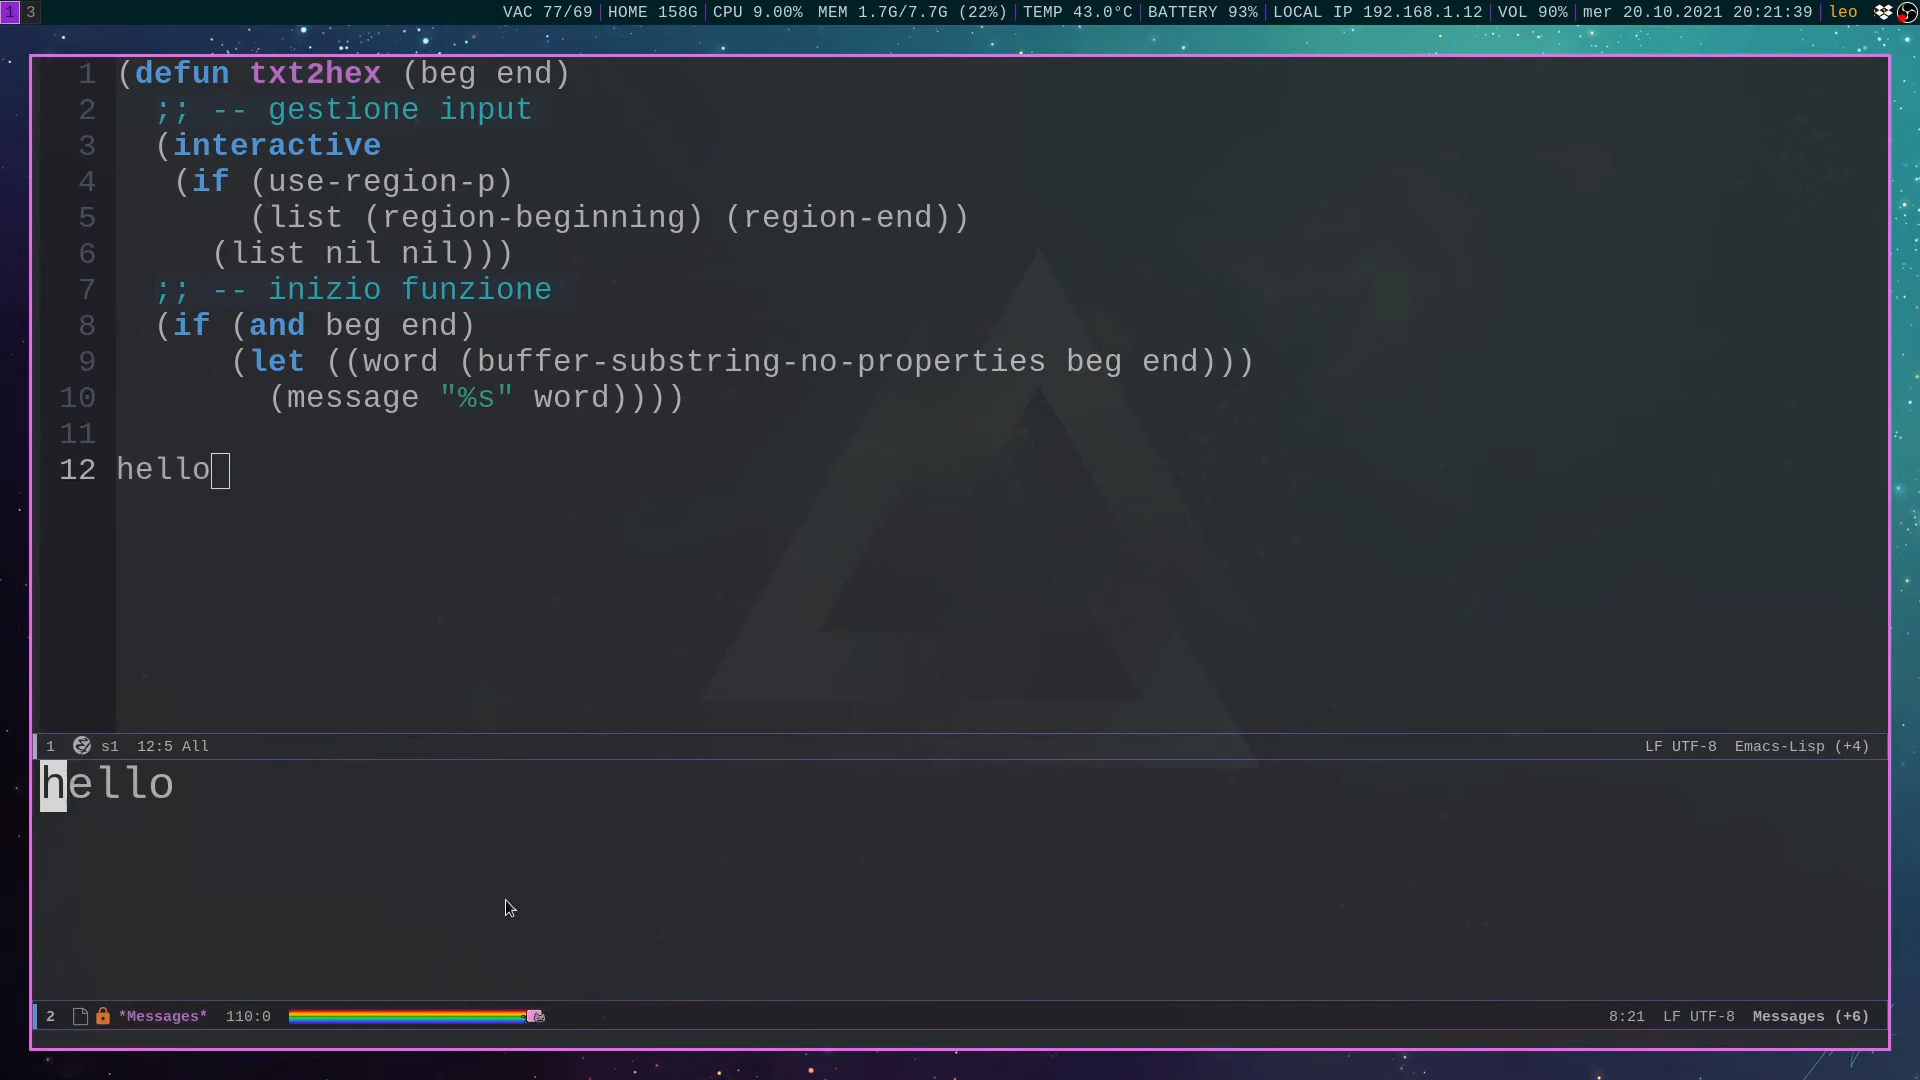 1 3 VAC 77/69 HOME 158G CPU 9.00% MEM 1.7G/7.7G (22%) TEMP 43.0°C BATTERY 93% LOCAL IP 192.168.1.12 VOL 90% mer 20.10.2021 20:21:39 leo
1 (defun txt2hex (beg end)
2 ;; -- gestione input
3 (interactive
4 (if (use-region-p)
5 (list (region-beginning) (region-end))
6 (list nil nil)))
7 ;; -- inizio funzione
8 (if (and beg end)
9 (let ((word (buffer-substring-no-properties beg end)))
10 (message "%s" word))))
11
12 hello
1 s1 12:5 All LF UTF-8 Emacs-Lisp (+4)
hello
2 *Messages* 110:0 8:21 LF UTF-8 Messages (+6)